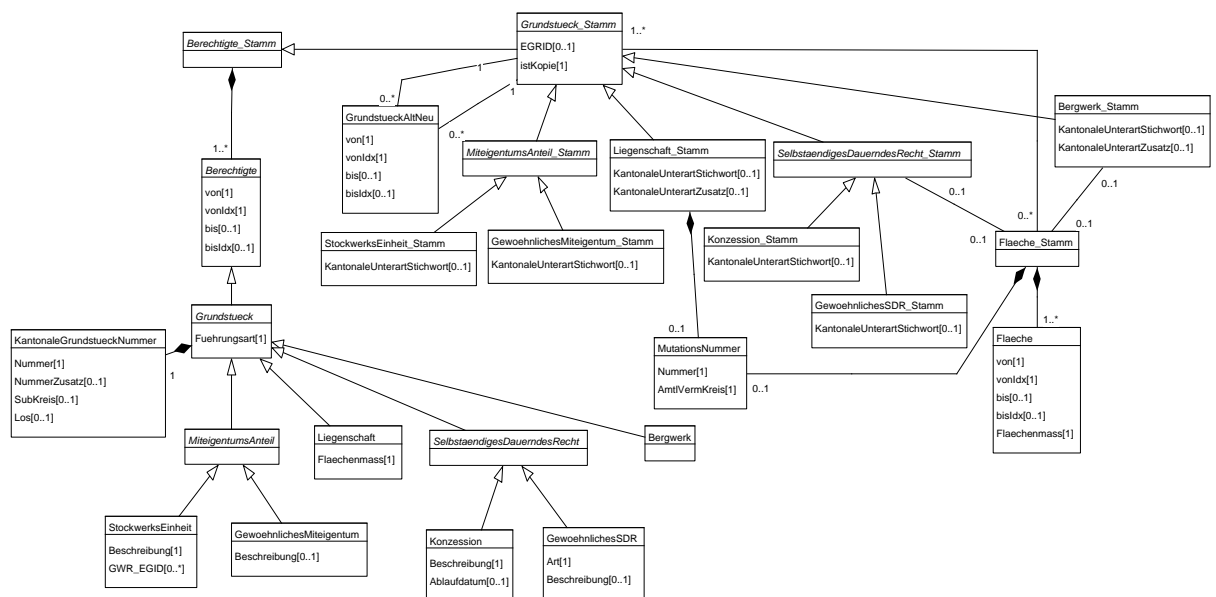 Grundstueck_Stamm
EGRID[0..1]
istKopie[1]
1..*
Berechtigte_Stamm
1
1
0..*
0..*
1..*
GrundstueckAltNeu
von[1]
vonIdx[1]
bis[0..1]
bisIdx[0..1]
MiteigentumsAnteil_Stamm
Liegenschaft_Stamm
KantonaleUnterartStichwort[0..1]
KantonaleUnterartZusatz[0..1]
SelbstaendigesDauerndesRecht_Stamm
0..1
Bergwerk_Stamm
KantonaleUnterartStichwort[0..1]
KantonaleUnterartZusatz[0..1]
0..1
Berechtigte
von[1]
vonIdx[1]
bis[0..1]
bisIdx[0..1]
StockwerksEinheit_Stamm
KantonaleUnterartStichwort[0..1]
GewoehnlichesMiteigentum_Stamm
KantonaleUnterartStichwort[0..1]
Konzession_Stamm
KantonaleUnterartStichwort[0..1]
0..*
0..1
0..1
Flaeche_Stamm
GewoehnlichesSDR_Stamm
KantonaleUnterartStichwort[0..1]
Grundstueck
Fuehrungsart[1]
KantonaleGrundstueckNummer
Nummer[1]
NummerZusatz[0..1]
SubKreis[0..1]
Los[0..1]
1
0..1
MutationsNummer
Nummer[1]
AmtlVermKreis[1]
0..1
1..*
Flaeche
von[1]
vonIdx[1]
bis[0..1]
bisIdx[0..1]
Flaechenmass[1]
MiteigentumsAnteil
Liegenschaft
Flaechenmass[1]
SelbstaendigesDauerndesRecht
Bergwerk
StockwerksEinheit
Beschreibung[1]
GWR_EGID[0..*]
GewoehnlichesMiteigentum
Beschreibung[0..1]
Konzession
Beschreibung[1]
Ablaufdatum[0..1]
GewoehnlichesSDR
Art[1]
Beschreibung[0..1]